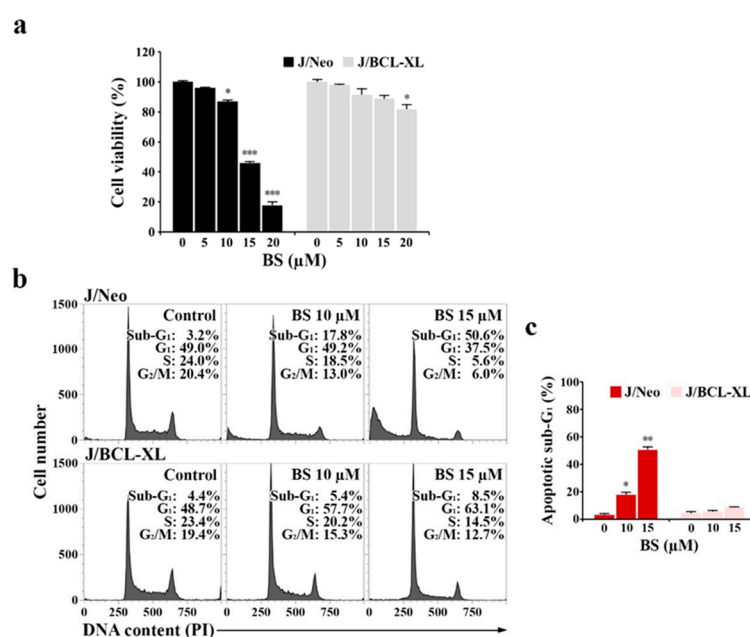 a
120
100
80
60
40
20
0
Cell viability (%)
J/Neo J/BCL-XL
*
***
***
*
0 5 10 15 20 0 5 10 15 20
BS (µM)
b
J/Neo
Cell number
1500
1000
500
0
Control
Sub-G₁: 3.2%
G₁: 49.0%
S: 24.0%
G₂/M: 20.4%
BS 10 µM
Sub-G₁: 17.8%
G₁: 49.2%
S: 18.5%
G₂/M: 13.0%
BS 15 µM
Sub-G₁: 50.6%
G₁: 37.5%
S: 5.6%
G₂/M: 6.0%
J/BCL-XL
1500
1000
500
0
Control
Sub-G₁: 4.4%
G₁: 48.7%
S: 23.4%
G₂/M: 19.4%
BS 10 µM
Sub-G₁: 5.4%
G₁: 57.7%
S: 20.2%
G₂/M: 15.3%
BS 15 µM
Sub-G₁: 8.5%
G₁: 63.1%
S: 14.5%
G₂/M: 12.7%
0 250 500 750 0 250 500 750 0 250 500 750
DNA content (PI)
c
Apoptotic sub-G₁ (%)
100
80
60
40
20
0
J/Neo J/BCL-XL
*
**
0 10 15 0 10 15
BS (µM)